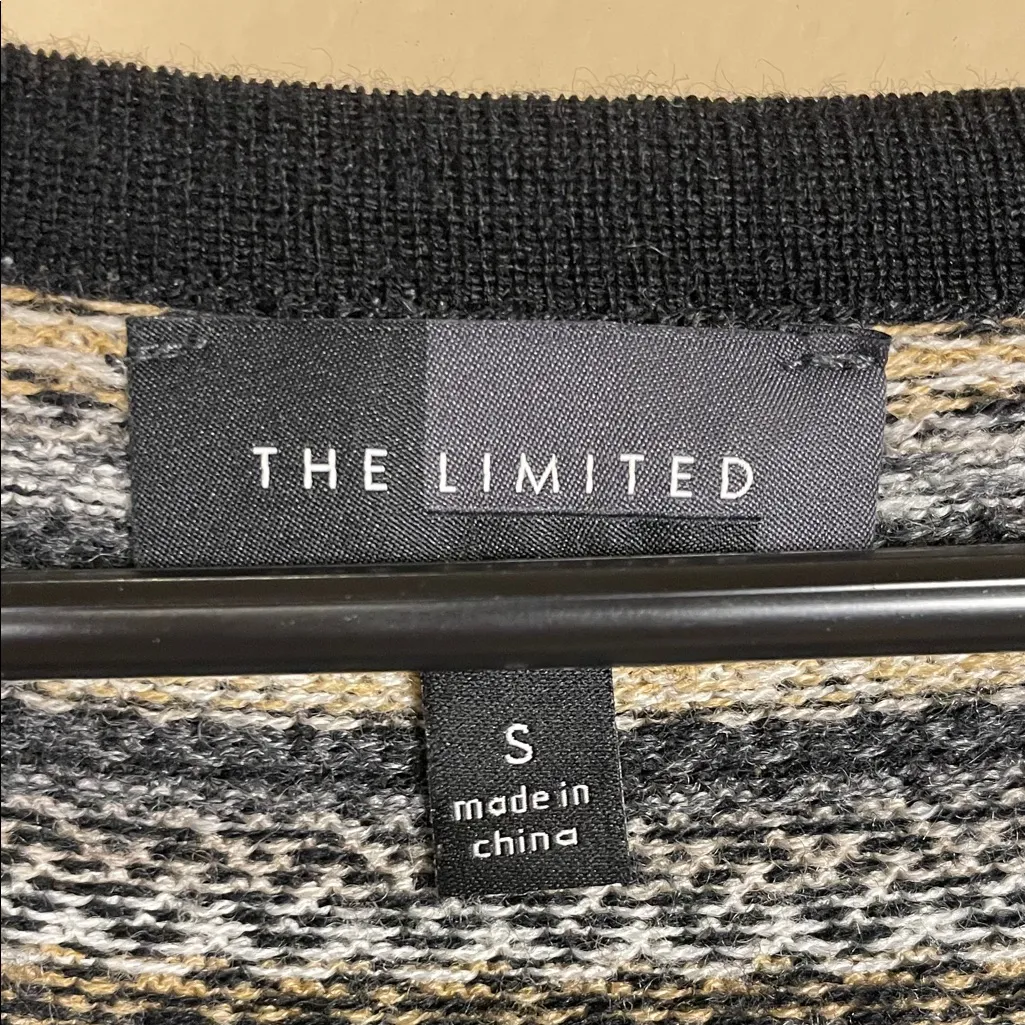 THE LIMITED
S
made in
china